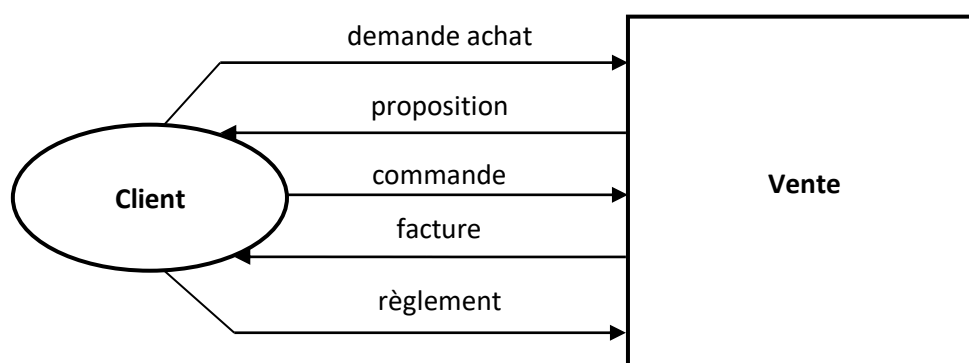 demande achat
proposition
commande
Client
Vente
facture
règlement